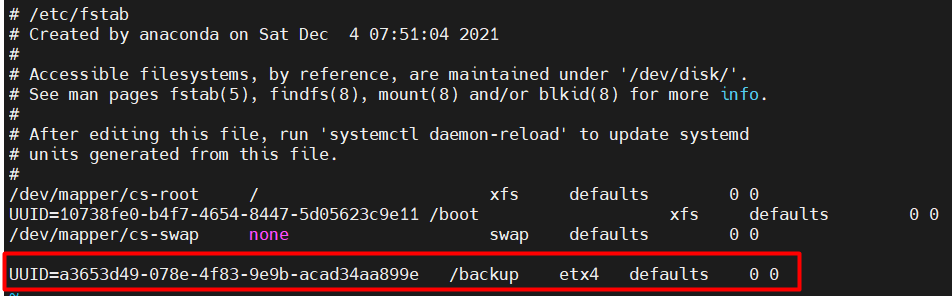 # /etc/fstab
# Created by anaconda on Sat Dec  4 07:51:04 2021
#
# Accessible filesystems, by reference, are maintained under '/dev/disk/'.
# See man pages fstab(5), findfs(8), mount(8) and/or blkid(8) for more info.
#
# After editing this file, run 'systemctl daemon-reload' to update systemd
# units generated from this file.
#
/dev/mapper/cs-root     /                       xfs     defaults        0 0
UUID=10738fe0-b4f7-4654-8447-5d05623c9e11 /boot                   xfs     defaults        0 0
/dev/mapper/cs-swap     none                    swap    defaults        0 0
UUID=a3653d49-078e-4f83-9e9b-acad34aa899e   /backup    etx4   defaults    0 0